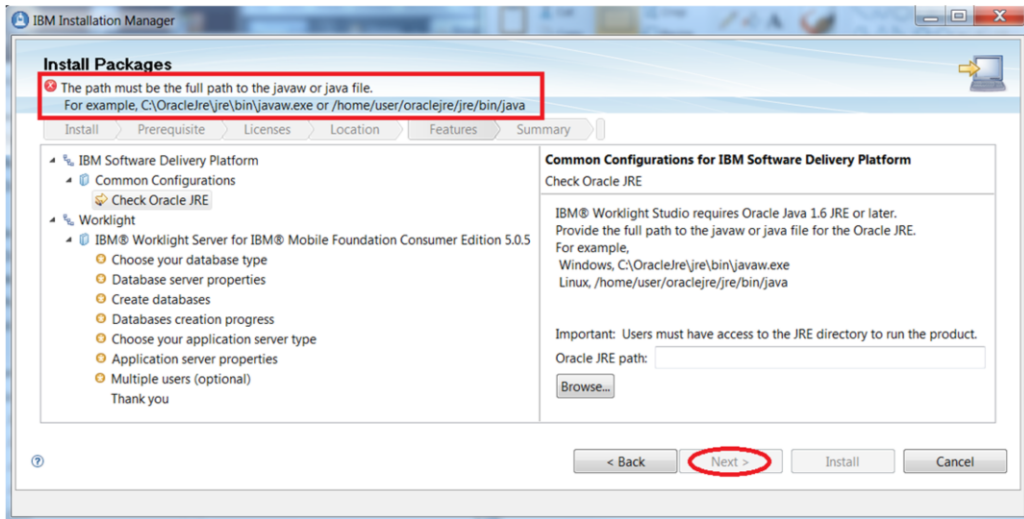 IBM Installation Manager
Install Packages
The path must be the full path to the javaw or java file.
For example, C:\OracleJre\jre\bin\javaw.exe or /home/user/oraclejre/jre/bin/java
Install Prerequisite Licenses Location Features Summary
IBM Software Delivery Platform
Common Configurations
Check Oracle JRE
Worklight
IBM® Worklight Server for IBM® Mobile Foundation Consumer Edition 5.0.5
Choose your database type
Database server properties
Create databases
Databases creation progress
Choose your application server type
Application server properties
Multiple users (optional)
Thank you
Common Configurations for IBM Software Delivery Platform
Check Oracle JRE
IBM® Worklight Studio requires Oracle Java 1.6 JRE or later.
Provide the full path to the javaw or java file for the Oracle JRE.
For example,
Windows, C:\OracleJre\jre\bin\javaw.exe
Linux, /home/user/oraclejre/jre/bin/java
Important: Users must have access to the JRE directory to run the product.
Oracle JRE path:
Browse...
< Back Next > Install Cancel